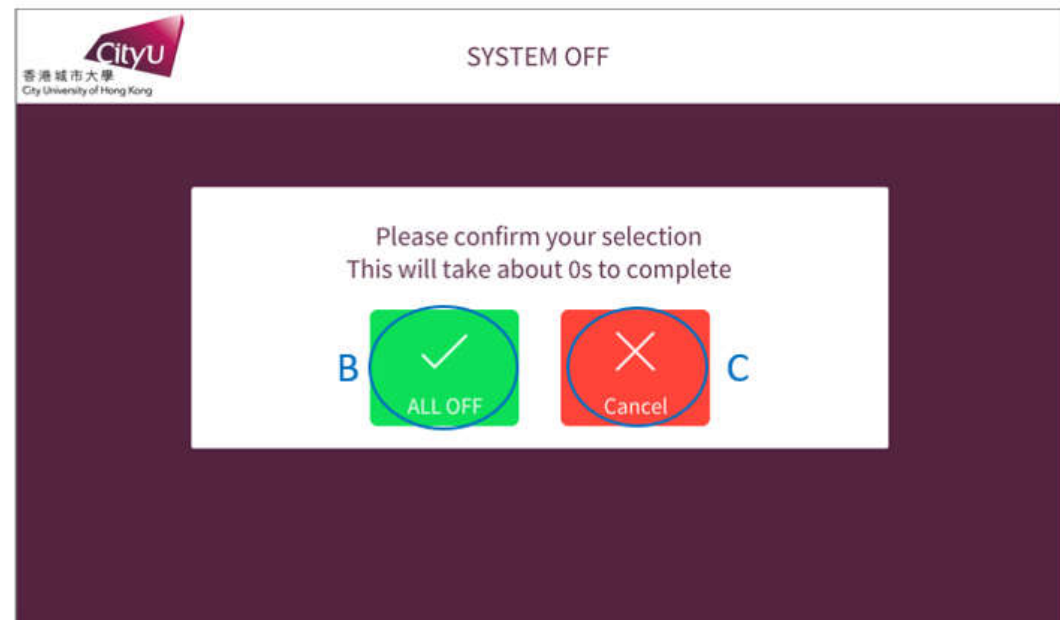 CityU
香港城市大學
City University of Hong Kong
SYSTEM OFF
Please confirm your selection
This will take about 0s to complete
B
ALL OFF
Cancel
C